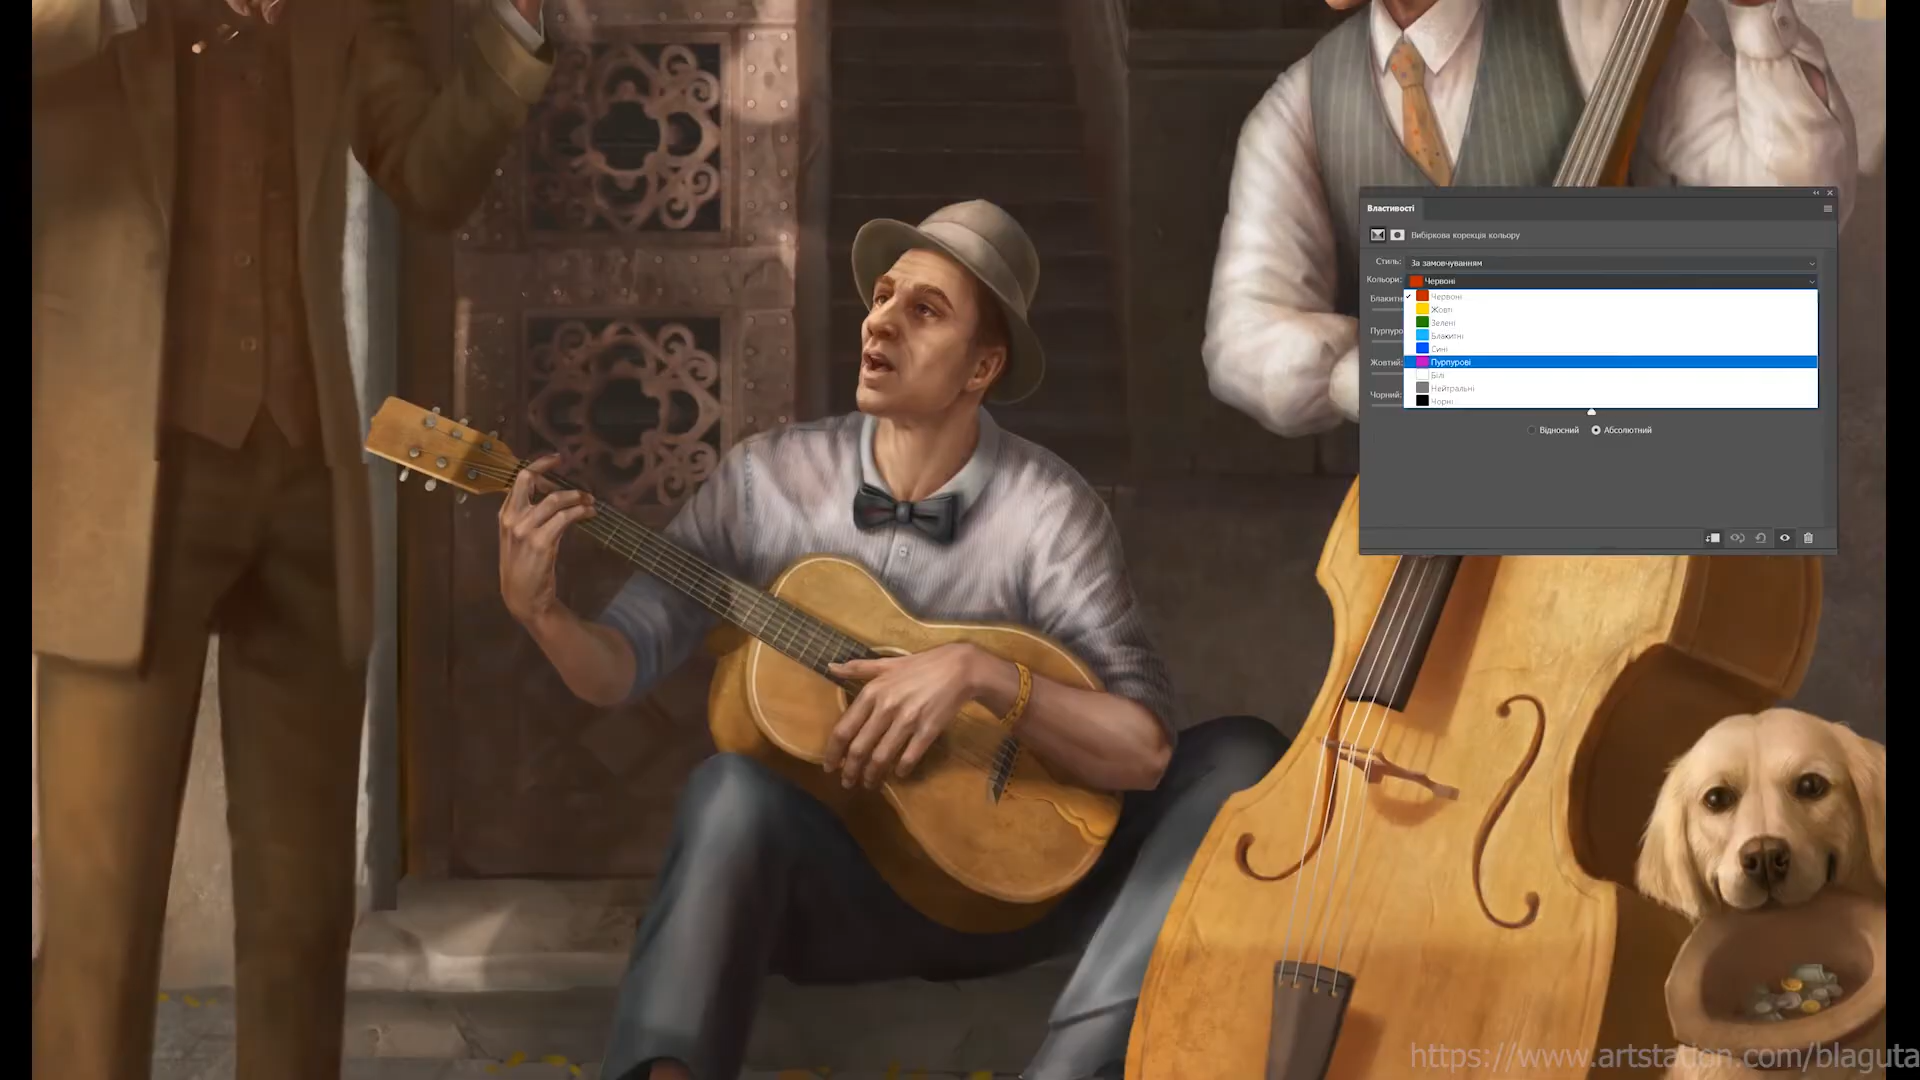 Властивості
Вибіркова корекція кольору
Стиль: За замовчуванням
Кольори: Червоні
Блакитн
Червоні
Жовті
Зелені
Блакитні
Сині
Пурпурові
Білі
Нейтральні
Чорні
Пурпуро
Жовтий:
Чорний:
Відносний Абсолютний
https://www.artstation.com/blaguta